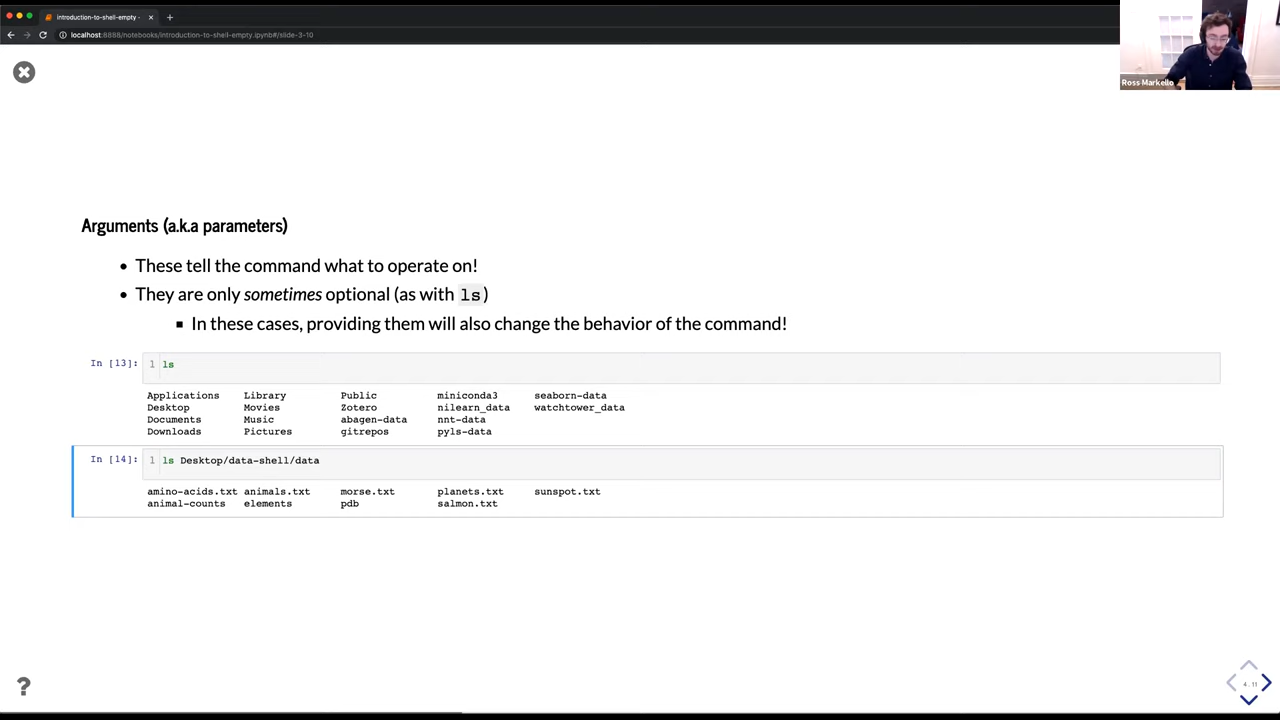 introduction-to-shell-empty -
localhost:8888/notebooks/introduction-to-shell-empty.ipynb#/slide-3-10
Ross Markello
Arguments (a.k.a parameters)
These tell the command what to operate on!
They are only sometimes optional (as with ls)
In these cases, providing them will also change the behavior of the command!
In [13]: 1 ls
Applications Library Public miniconda3 seaborn-data
Desktop Movies Zotero nilearn_data watchtower_data
Documents Music abagen-data nnt-data
Downloads Pictures gitrepos pyls-data
In [14]: 1 ls Desktop/data-shell/data
amino-acids.txt animals.txt morse.txt planets.txt sunspot.txt
animal-counts elements pdb salmon.txt
?
4.11